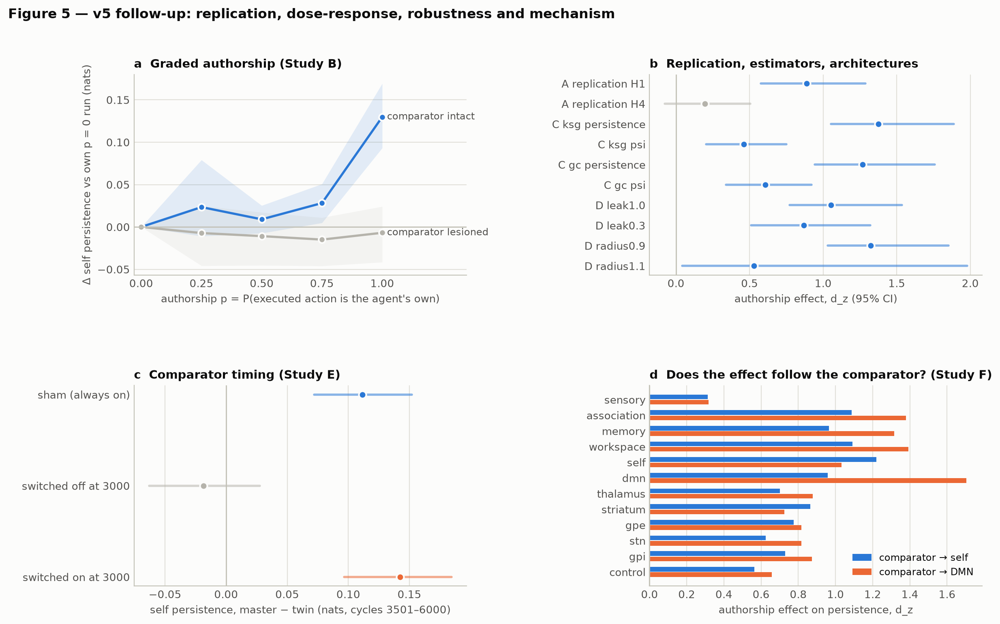 Figure 5 — v5 follow-up: replication, dose-response, robustness and mechanism
a Graded authorship (Study B)
Δ self persistence vs own p = 0 run (nats)
0.15
0.10
0.05
0.00
−0.05
comparator intact
comparator lesioned
0.00 0.25 0.50 0.75 1.00
authorship p = P(executed action is the agent's own)
b Replication, estimators, architectures
A replication H1
A replication H4
C ksg persistence
C ksg psi
C gc persistence
C gc psi
D leak1.0
D leak0.3
D radius0.9
D radius1.1
0.0 0.5 1.0 1.5 2.0
authorship effect, d_z (95% CI)
c Comparator timing (Study E)
sham (always on)
switched off at 3000
switched on at 3000
−0.05 0.00 0.05 0.10 0.15
self persistence, master − twin (nats, cycles 3501–6000)
d Does the effect follow the comparator? (Study F)
sensory
association
memory
workspace
self
dmn
thalamus
striatum
gpe
stn
gpi
control
comparator → self
comparator → DMN
0.0 0.2 0.4 0.6 0.8 1.0 1.2 1.4 1.6
authorship effect on persistence, d_z